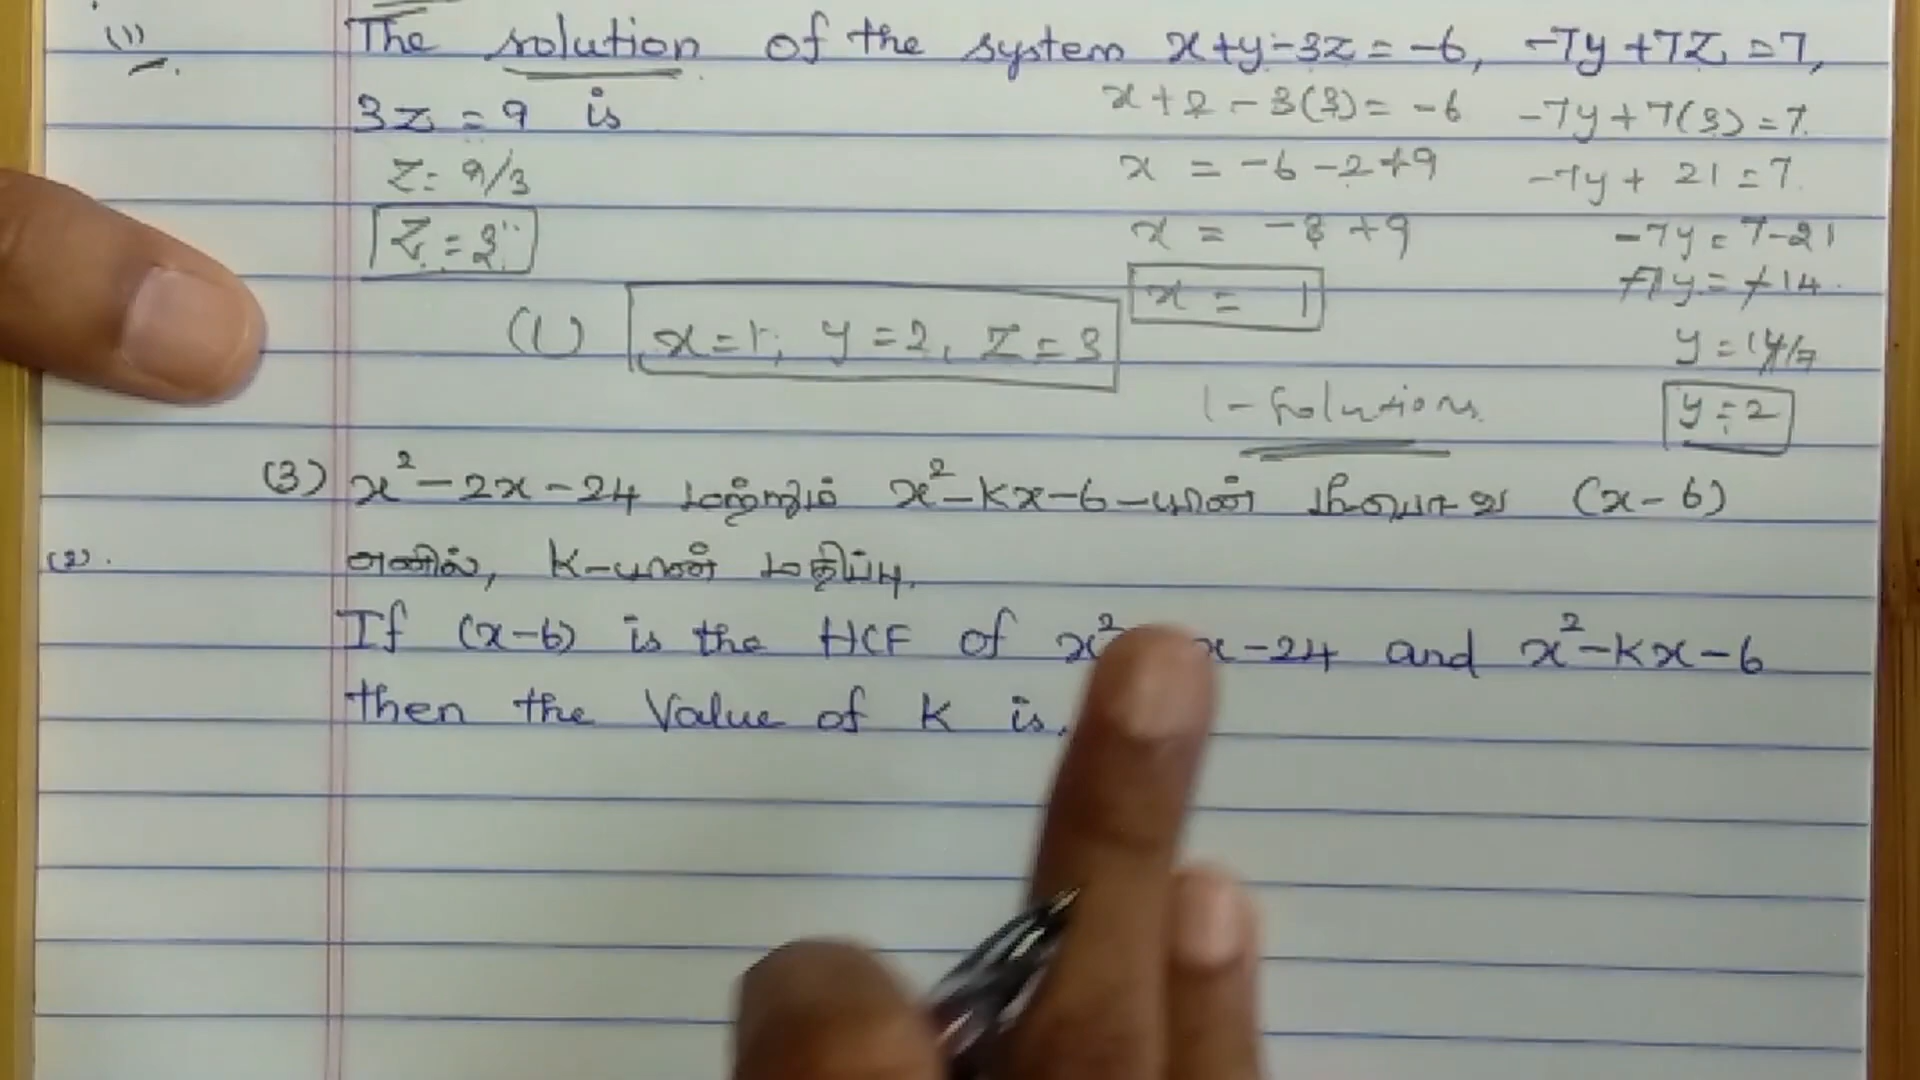 (1)
The solution of the system x+y-3z = -6, -7y+7z = 7,
3z = 9 is
x+2-3(3) = -6
-7y+7(3) = 7.
z = 9/3
x = -6-2+9
-7y+21 = 7.
z = 3
x = -8+9
-7y = 7-21
-7y = -14.
x = 1
(1) x=1, y=2, z=3
y = 14/7
1-Solutions
y = 2
(3) x²-2x-24 மற்றும் x²-kx-6-யின் மீ.பொ.வ (x-6)
(2).
எனில், k-யின் மதிப்பு.
If (x-6) is the HCF of x² x-24 and x²-kx-6
then the Value of k is.